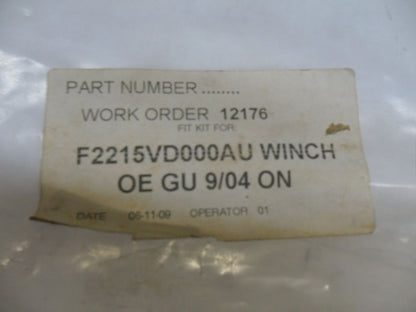 PART NUMBER ........
WORK ORDER 12176
FIT KIT FOR:
F2215VD000AU WINCH
OE GU 9/04 ON
DATE 06-11-09 OPERATOR 01